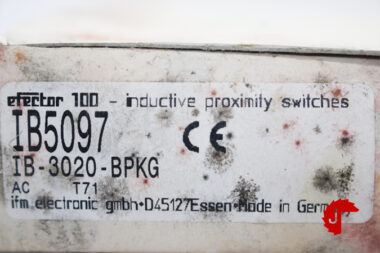 efector 100 - inductive proximity switches
IB5097
CE
IB-3020-BPKG
AC T71
ifm electronic gmbh•D45127Essen•Made in Germ